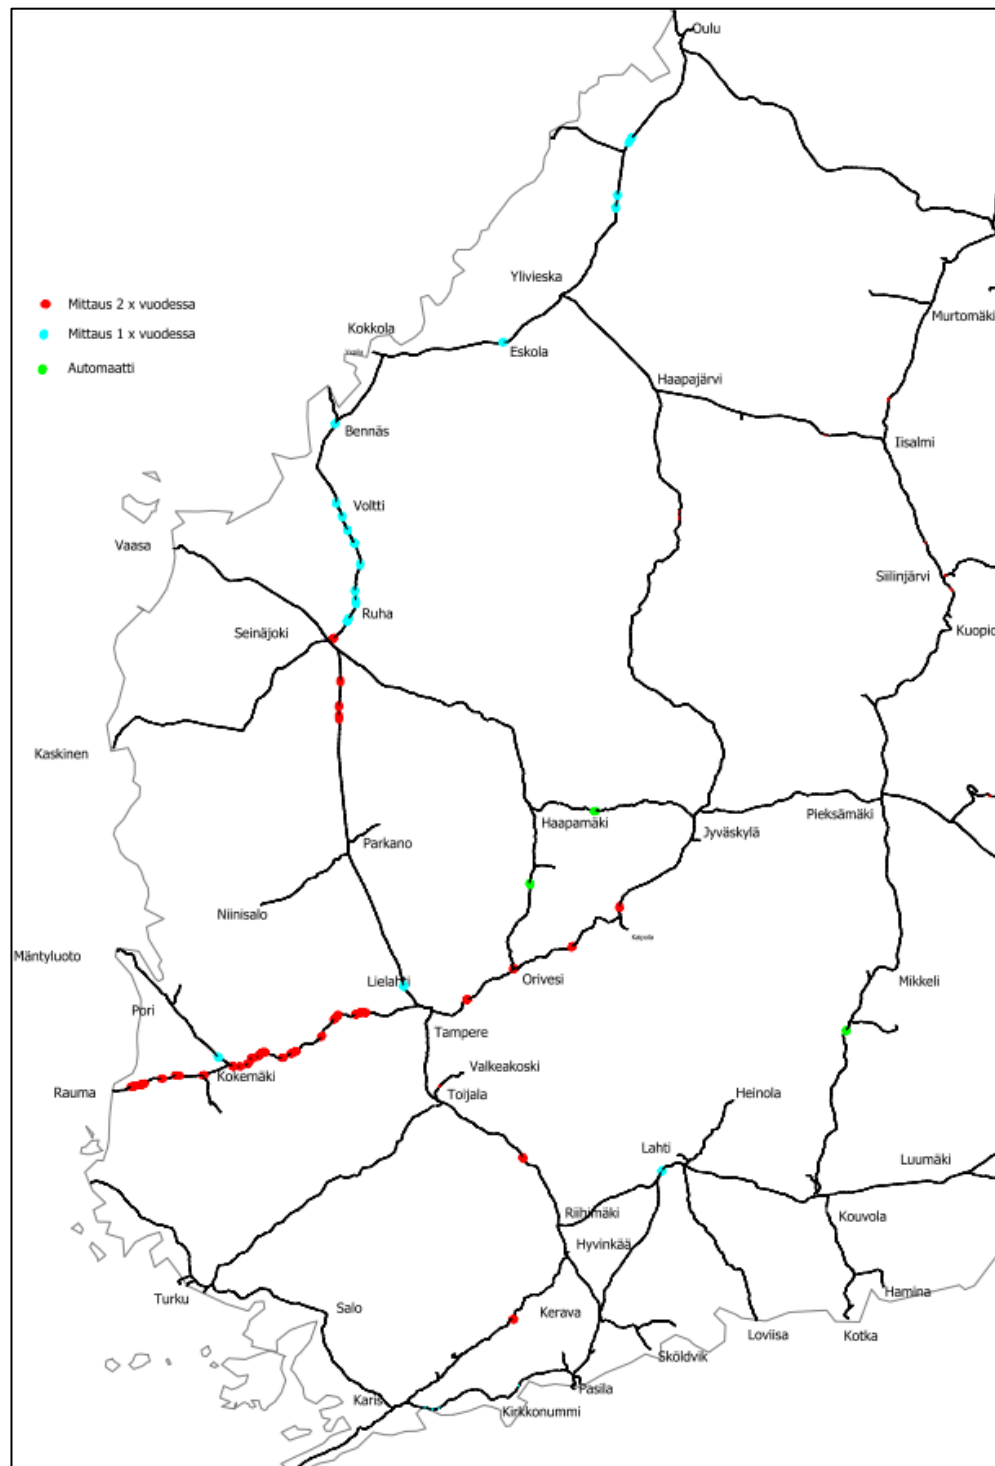 Oulu
Ylivieska
Mittaus 2 x vuodessa
Murtomäki
Kokkola
Mittaus 1 x vuodessa
Eskola
Automaatti
Haapajärvi
Bennäs
Iisalmi
Voltti
Vaasa
Siilinjärvi
Ruha
Seinäjoki
Kuopio
Kaskinen
Pieksämäki
Haapamäki
Jyväskylä
Parkano
Niinisalo
Mäntyluoto
Lielahti
Orivesi
Mikkeli
Pori
Tampere
Valkeakoski
Kokemäki
Rauma
Toijala
Heinola
Lahti
Luumäki
Riihimäki
Kouvola
Hyvinkää
Hamina
Turku
Salo
Kerava
Loviisa
Kotka
Sköldvik
Pasila
Karis
Kirkkonummi